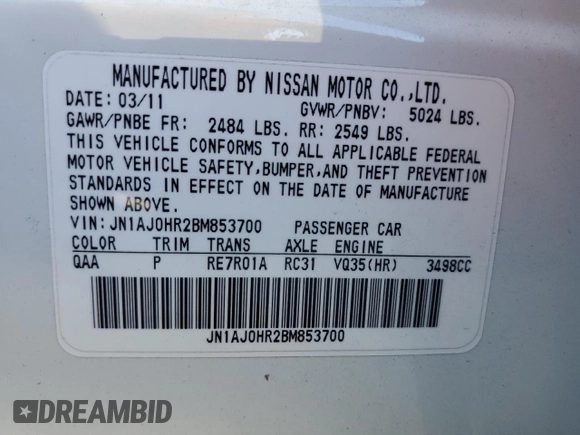 MANUFACTURED BY NISSAN MOTOR CO.,LTD.
DATE: 03/11 GVWR/PNBV: 5024 LBS.
GAWR/PNBE FR: 2484 LBS. RR: 2549 LBS.
THIS VEHICLE CONFORMS TO ALL APPLICABLE FEDERAL
MOTOR VEHICLE SAFETY,BUMPER,AND THEFT PREVENTION
STANDARDS IN EFFECT ON THE DATE OF MANUFACTURE
SHOWN ABOVE.
VIN: JN1AJ0HR2BM853700 PASSENGER CAR
COLOR TRIM TRANS AXLE ENGINE
QAA P RE7R01A RC31 VQ35(HR) 3498CC
JN1AJ0HR2BM853700
DREAMBID